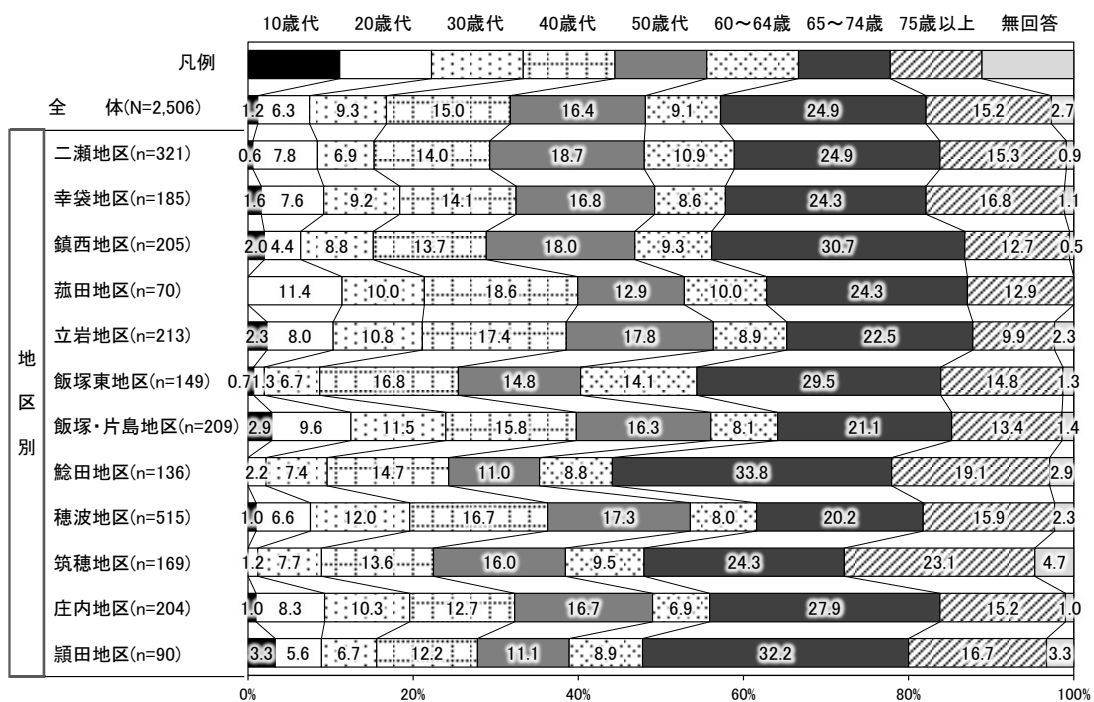 10歳代 20歳代 30歳代 40歳代 50歳代 60～64歳 65～74歳 75歳以上 無回答
凡例
全　体(N=2,506) 1.2 6.3 9.3 15.0 16.4 9.1 24.9 15.2 2.7
地区別
二瀬地区(n=321) 0.6 7.8 6.9 14.0 18.7 10.9 24.9 15.3 0.9
幸袋地区(n=185) 1.6 7.6 9.2 14.1 16.8 8.6 24.3 16.8 1.1
鎮西地区(n=205) 2.0 4.4 8.8 13.7 18.0 9.3 30.7 12.7 0.5
菰田地区(n=70) 11.4 10.0 18.6 12.9 10.0 24.3 12.9
立岩地区(n=213) 2.3 8.0 10.8 17.4 17.8 8.9 22.5 9.9 2.3
飯塚東地区(n=149) 0.7 1.3 6.7 16.8 14.8 14.1 29.5 14.8 1.3
飯塚・片島地区(n=209) 2.9 9.6 11.5 15.8 16.3 8.1 21.1 13.4 1.4
鯰田地区(n=136) 2.2 7.4 14.7 11.0 8.8 33.8 19.1 2.9
穂波地区(n=515) 1.0 6.6 12.0 16.7 17.3 8.0 20.2 15.9 2.3
筑穂地区(n=169) 1.2 7.7 13.6 16.0 9.5 24.3 23.1 4.7
庄内地区(n=204) 1.0 8.3 10.3 12.7 16.7 6.9 27.9 15.2 1.0
頴田地区(n=90) 3.3 5.6 6.7 12.2 11.1 8.9 32.2 16.7 3.3
0% 20% 40% 60% 80% 100%